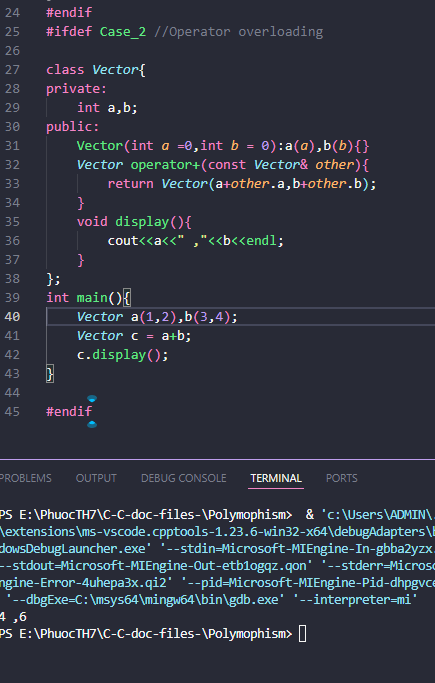 24 #endif
25 #ifdef Case_2 //Operator overloading
26
27 class Vector{
28 private:
29     int a,b;
30 public:
31     Vector(int a =0,int b = 0):a(a),b(b){}
32     Vector operator+(const Vector& other){
33         return Vector(a+other.a,b+other.b);
34     }
35     void display(){
36         cout<<a<<" ,"<<b<<endl;
37     }
38 };
39 int main(){
40     Vector a(1,2),b(3,4);
41     Vector c = a+b;
42     c.display();
43 }
44
45 #endif
PROBLEMS OUTPUT DEBUG CONSOLE TERMINAL PORTS
PS E:\PhuocTH7\C-C-doc-files-\Polymophism>  & 'c:\Users\ADMIN\.
\extensions\ms-vscode.cpptools-1.23.6-win32-x64\debugAdapters\b
dowsDebugLauncher.exe' '--stdin=Microsoft-MIEngine-In-gbba2yzx.
--stdout=Microsoft-MIEngine-Out-etb1ogqz.qon' '--stderr=Microso
ngine-Error-4uhepa3x.qi2' '--pid=Microsoft-MIEngine-Pid-dhpgvce
 '--dbgExe=C:\msys64\mingw64\bin\gdb.exe' '--interpreter=mi'
4 ,6
PS E:\PhuocTH7\C-C-doc-files-\Polymophism>